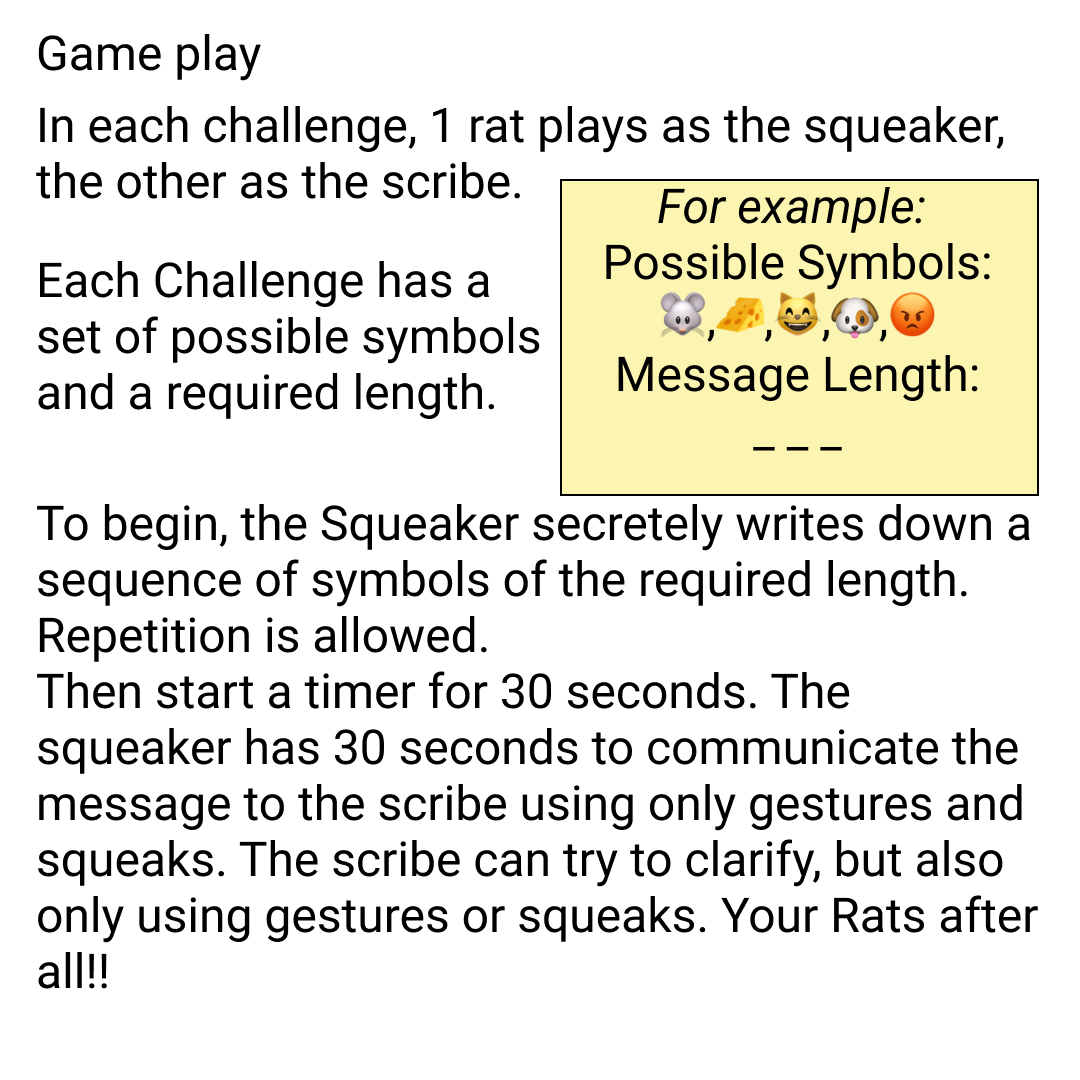 Game play
In each challenge, 1 rat plays as the squeaker,
the other as the scribe.
Each Challenge has a
set of possible symbols
and a required length.
For example:
Possible Symbols:
🐭,🧀,😸,🐶,😡
Message Length:
_ _ _
To begin, the Squeaker secretely writes down a
sequence of symbols of the required length.
Repetition is allowed.
Then start a timer for 30 seconds. The
squeaker has 30 seconds to communicate the
message to the scribe using only gestures and
squeaks. The scribe can try to clarify, but also
only using gestures or squeaks. Your Rats after
all!!